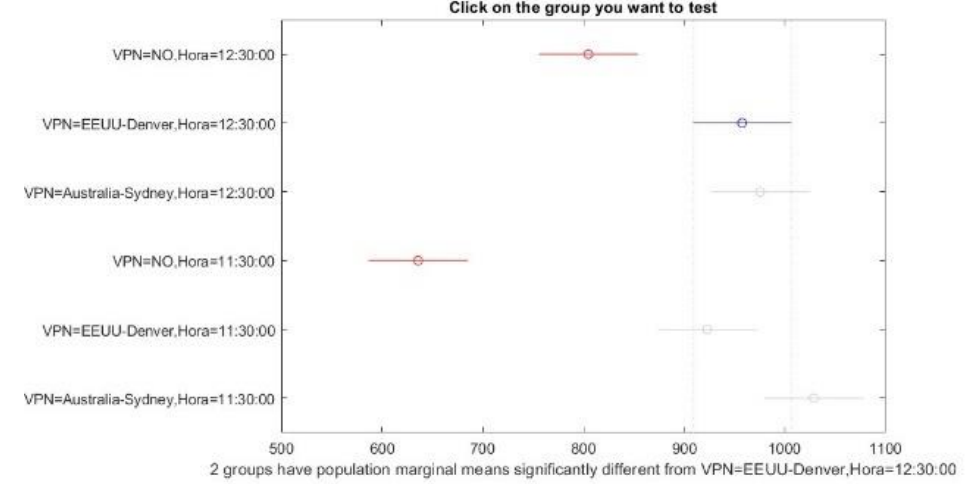 Click on the group you want to test
VPN=NO,Hora=12:30:00
VPN=EEUU-Denver,Hora=12:30:00
VPN=Australia-Sydney,Hora=12:30:00
VPN=NO,Hora=11:30:00
VPN=EEUU-Denver,Hora=11:30:00
VPN=Australia-Sydney,Hora=11:30:00
500 600 700 800 900 1000 1100
2 groups have population marginal means significantly different from VPN=EEUU-Denver,Hora=12:30:00